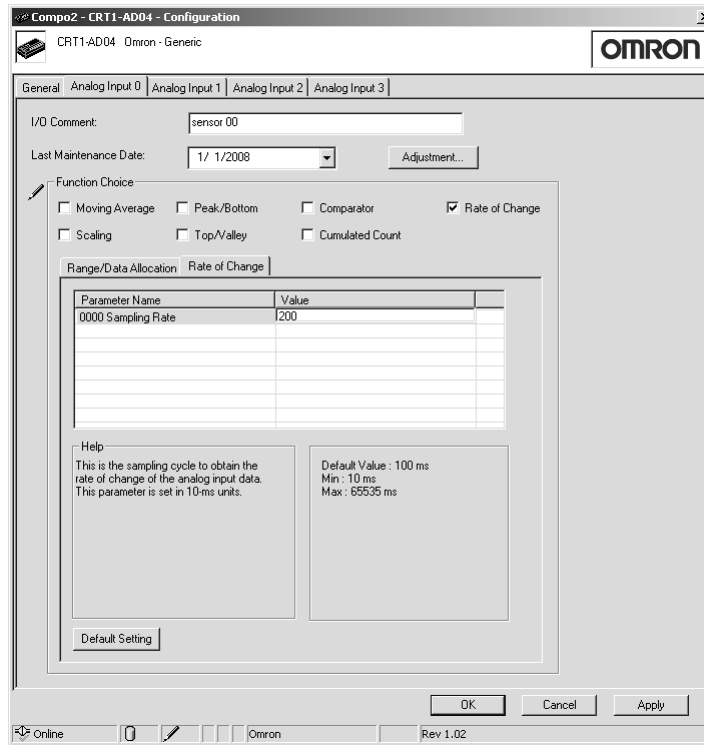 Compo2 - CRT1-AD04 - Configuration
CRT1-AD04 Omron - Generic
OMRON
General Analog Input 0 Analog Input 1 Analog Input 2 Analog Input 3
I/O Comment: sensor 00
Last Maintenance Date: 1/ 1/2008 Adjustment...
Function Choice
Moving Average Peak/Bottom Comparator Rate of Change
Scaling Top/Valley Cumulated Count
Range/Data Allocation Rate of Change
Parameter Name Value
0000 Sampling Rate 200
Help
This is the sampling cycle to obtain the
rate of change of the analog input data.
This parameter is set in 10-ms units.
Default Value : 100 ms
Min : 10 ms
Max : 65535 ms
Default Setting
OK Cancel Apply
Online Omron Rev 1.02